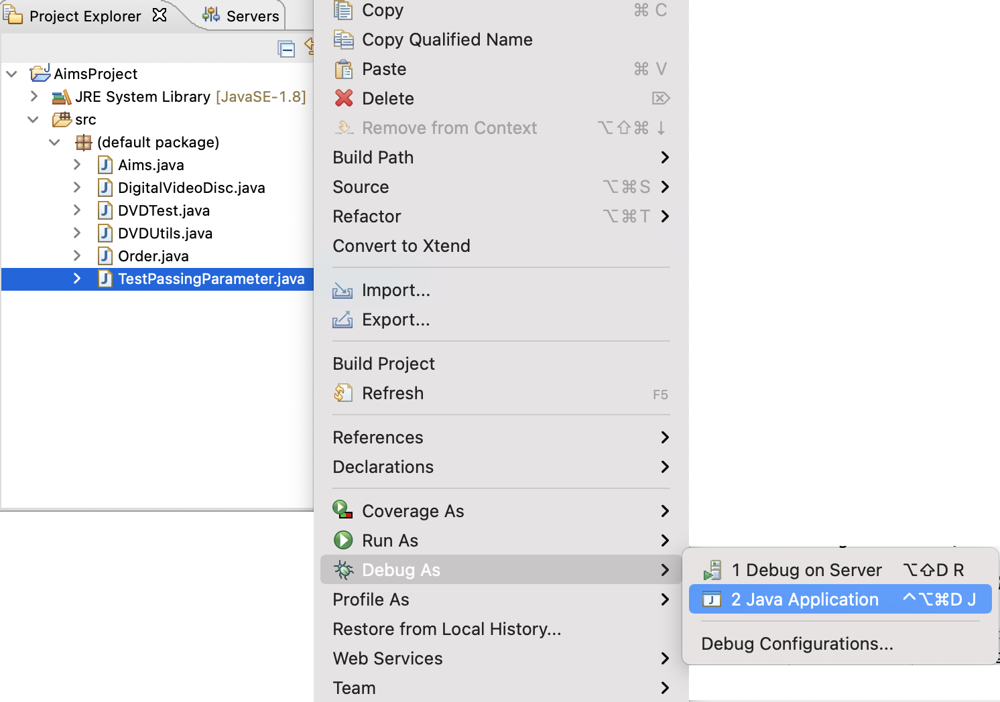 Project Explorer
Servers
AimsProject
JRE System Library [JavaSE-1.8]
src
(default package)
Aims.java
DigitalVideoDisc.java
DVDTest.java
DVDUtils.java
Order.java
TestPassingParameter.java
Copy ⌘ C
Copy Qualified Name
Paste ⌘ V
Delete ⌦
Remove from Context ⌥⇧⌘ ↓
Build Path
Source ⌥⌘S
Refactor ⌥⌘T
Convert to Xtend
Import...
Export...
Build Project
Refresh F5
References
Declarations
Coverage As
Run As
Debug As
Profile As
Restore from Local History...
Web Services
Team
1 Debug on Server ⌥⇧D R
2 Java Application ^⌥⌘D J
Debug Configurations...